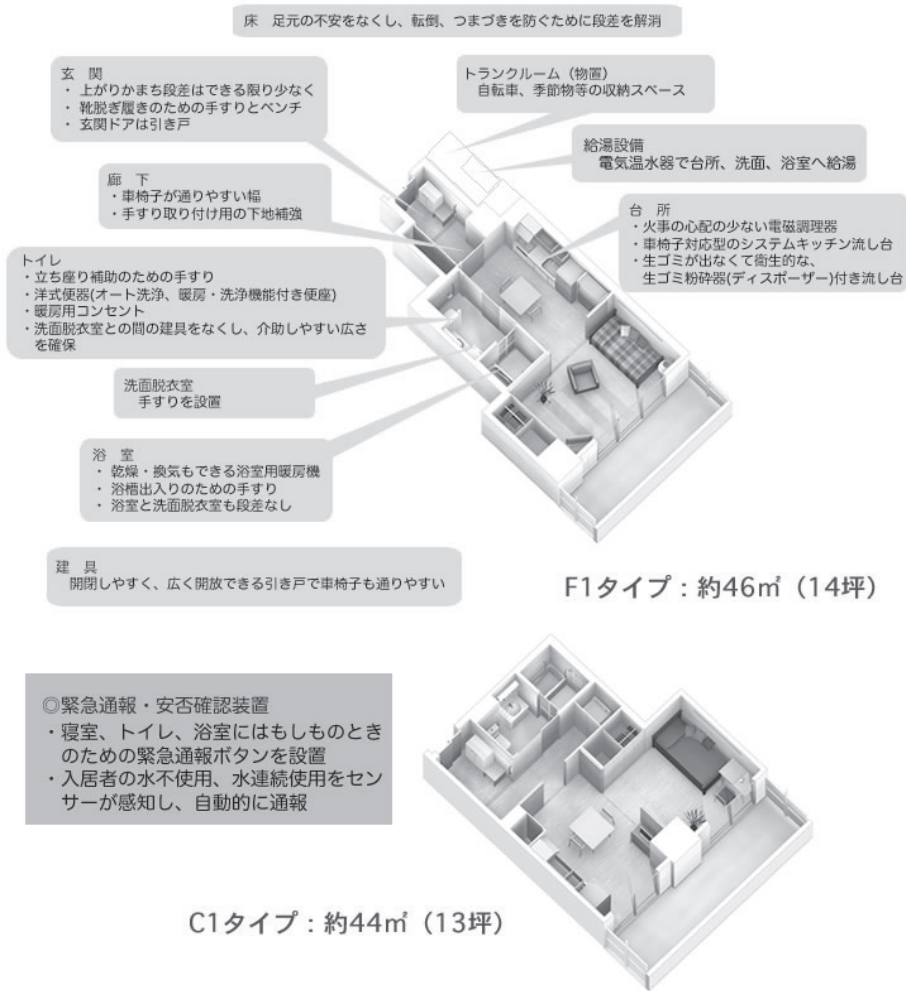 床　足元の不安をなくし、転倒、つまづきを防ぐために段差を解消
玄　関
・ 上がりかまち段差はできる限り少なく
・ 靴脱ぎ履きのための手すりとベンチ
・ 玄関ドアは引き戸
トランクルーム（物置）
自転車、季節物等の収納スペース
給湯設備
電気温水器で台所、洗面、浴室へ給湯
廊　下
・車椅子が通りやすい幅
・手すり取り付け用の下地補強
台　所
・火事の心配の少ない電磁調理器
・車椅子対応型のシステムキッチン流し台
・生ゴミが出なくて衛生的な、
生ゴミ粉砕器(ディスポーザー)付き流し台
トイレ
・立ち座り補助のための手すり
・洋式便器(オート洗浄、暖房・洗浄機能付き便座)
・暖房用コンセント
・洗面脱衣室との間の建具をなくし、介助しやすい広さ
を確保
洗面脱衣室
手すりを設置
浴　室
・ 乾燥・換気もできる浴室用暖房機
・ 浴槽出入りのための手すり
・ 浴室と洗面脱衣室も段差なし
建　具
開閉しやすく、広く開放できる引き戸で車椅子も通りやすい
F1タイプ：約46㎡（14坪）
◎緊急通報・安否確認装置
・寝室、トイレ、浴室にはもしものとき
のための緊急通報ボタンを設置
・入居者の水不使用、水連続使用をセン
サーが感知し、自動的に通報
C1タイプ：約44㎡（13坪）